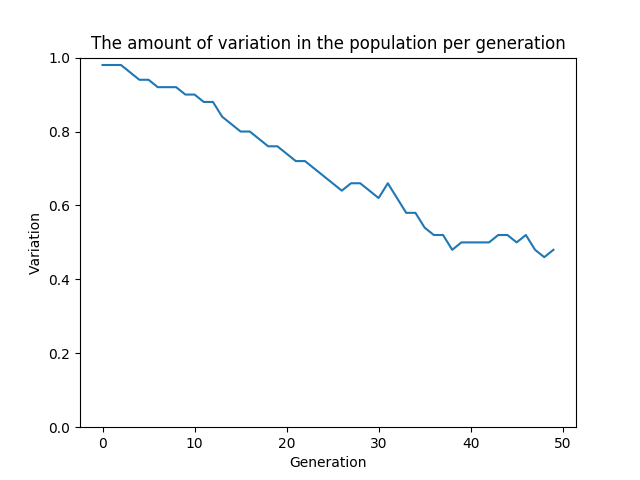 The amount of variation in the population per generation
1.0
0.8
0.6
0.4
0.2
0.0
Variation
0 10 20 30 40 50
Generation